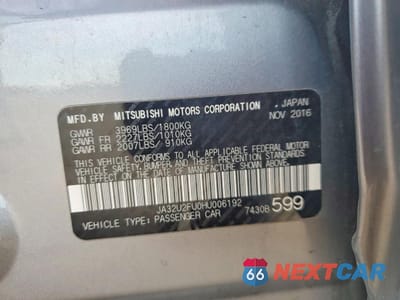 MFD.BY MITSUBISHI MOTORS CORPORATION JAPAN
NOV 2016
GVWR 3969LBS/1800KG
GAWR FR 2227LBS/1010KG
GAWR RR 2007LBS/ 910KG
THIS VEHICLE CONFORMS TO ALL APPLICABLE FEDERAL MOTOR
VEHICLE SAFETY, BUMPER AND THEFT PREVENTION STANDARDS
IN EFFECT ON THE DATE OF MANUFACTURE SHOWN ABOVE.
JA32U2FU0HU006192
VEHICLE TYPE: PASSENGER CAR 7430B 599
66 NEXTCAR